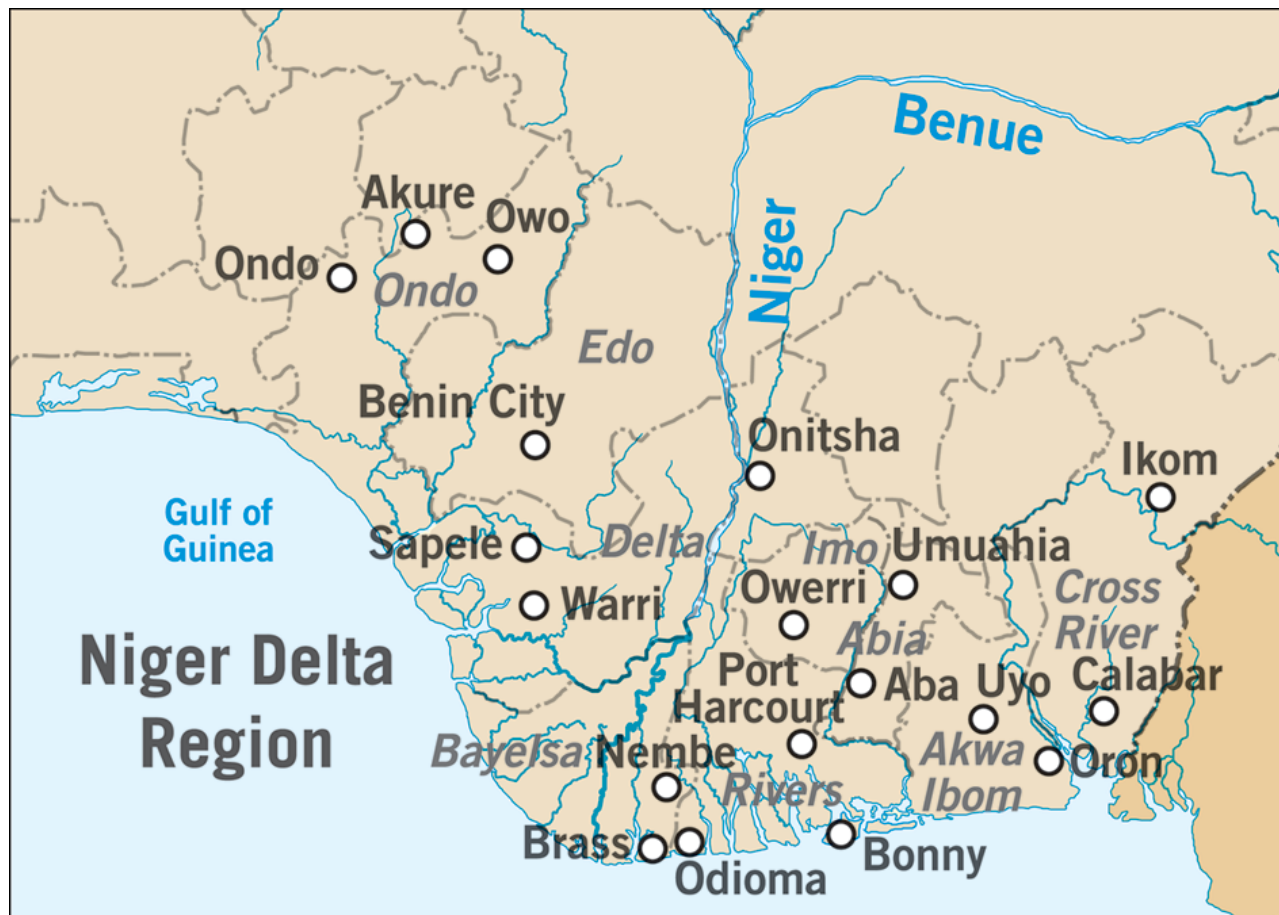 Benue
Niger
Akure
Owo
Ondo
Ondo
Edo
Benin City
Onitsha
Ikom
Gulf of
Guinea
Sapele
Delta
Imo
Umuahia
Warri
Owerri
Cross
River
Abia
Niger Delta
Region
Port
Harcourt
Aba
Uyo
Calabar
Bayelsa
Nembe
Rivers
Akwa
Ibom
Oron
Brass
Odioma
Bonny